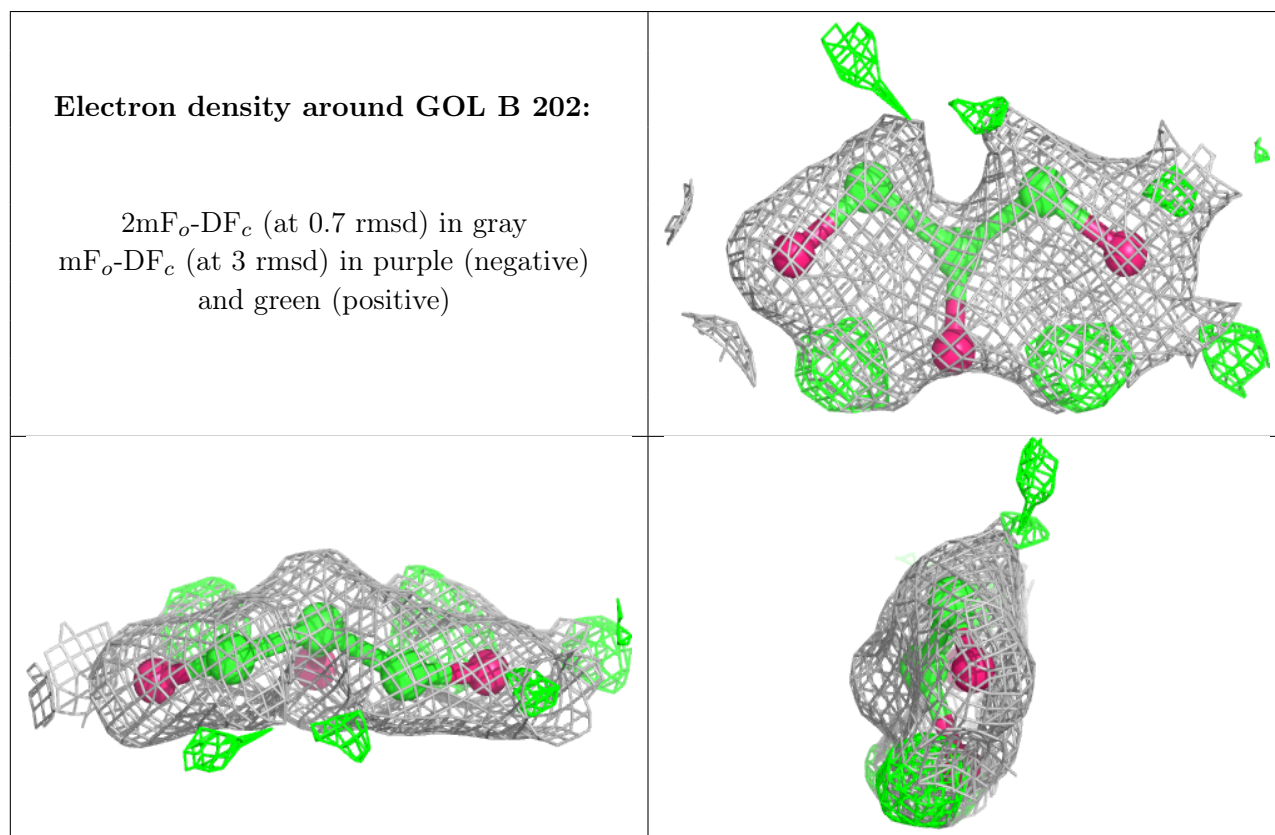 Electron density around GOL B 202:
2mFo-DFc (at 0.7 rmsd) in gray
mFo-DFc (at 3 rmsd) in purple (negative)
and green (positive)